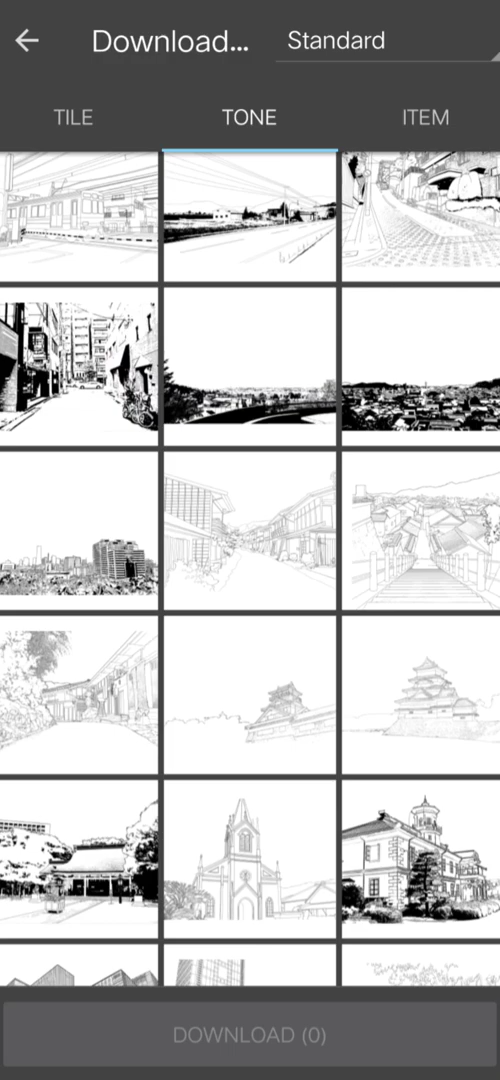 Download...
Standard
TILE
TONE
ITEM
DOWNLOAD (0)